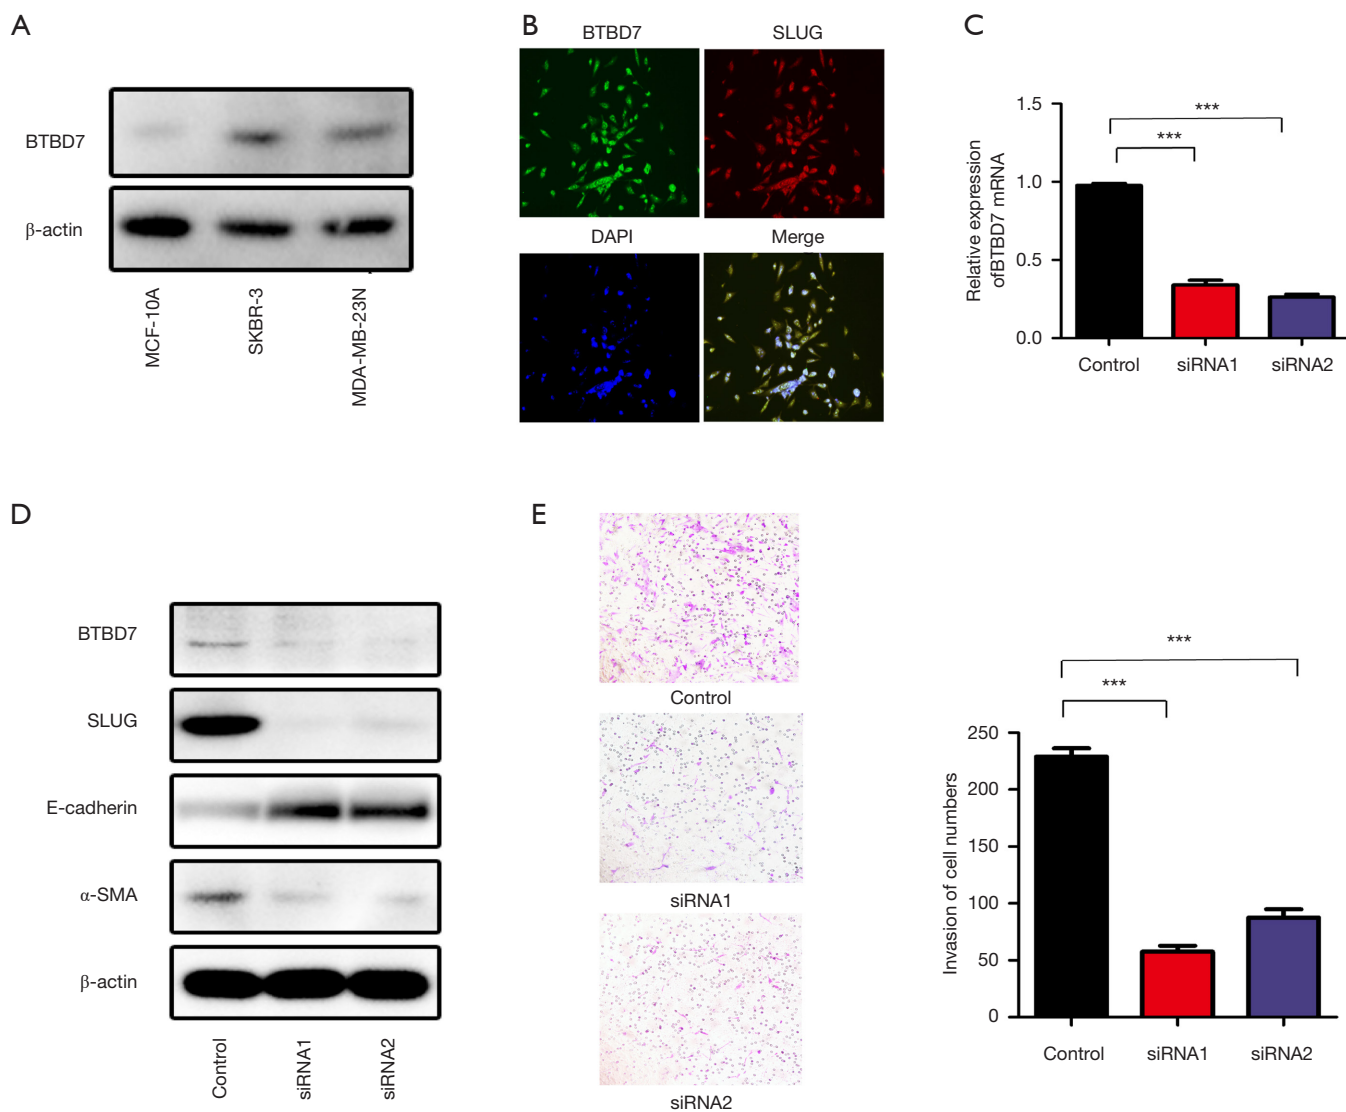 A
BTBD7
β-actin
MCF-10A
SKBR-3
MDA-MB-23N
B
BTBD7
SLUG
DAPI
Merge
C
Relative expression
ofBTBD7 mRNA
1.5
1.0
0.5
0.0
***
***
Control
siRNA1
siRNA2
D
BTBD7
SLUG
E-cadherin
α-SMA
β-actin
Control
siRNA1
siRNA2
E
Control
siRNA1
siRNA2
Invasion of cell numbers
250
200
150
100
50
0
***
***
Control
siRNA1
siRNA2